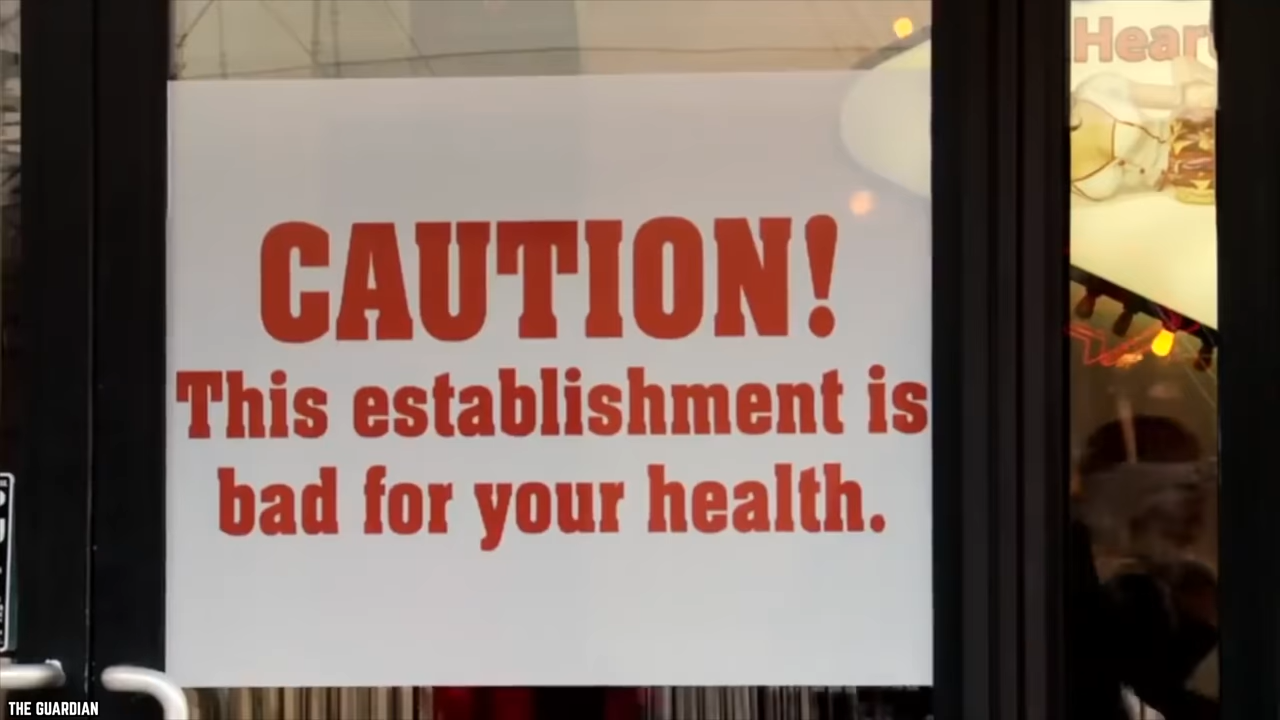 Hear
CAUTION!
This establishment is
bad for your health.
THE GUARDIAN